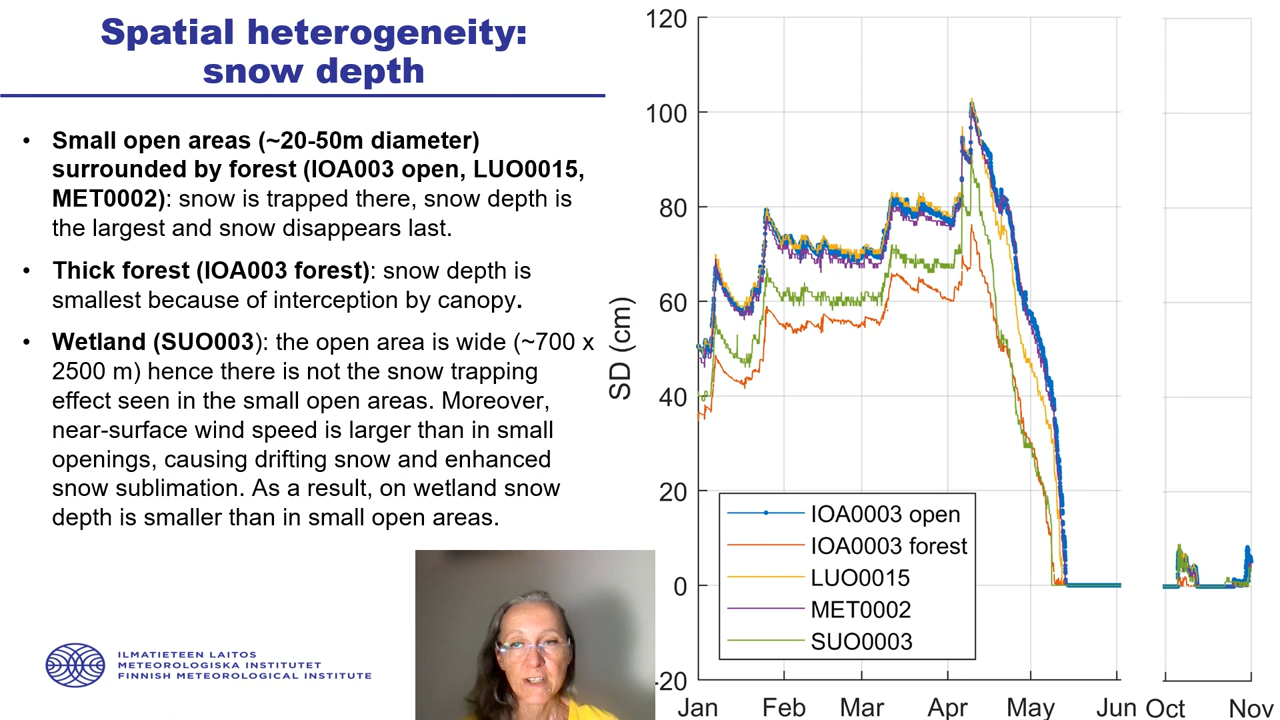 Spatial heterogeneity:
snow depth
• Small open areas (~20-50m diameter)
surrounded by forest (IOA003 open, LUO0015,
MET0002): snow is trapped there, snow depth is
the largest and snow disappears last.
• Thick forest (IOA003 forest): snow depth is
smallest because of interception by canopy.
• Wetland (SUO003): the open area is wide (~700 x
2500 m) hence there is not the snow trapping
effect seen in the small open areas. Moreover,
near-surface wind speed is larger than in small
openings, causing drifting snow and enhanced
snow sublimation. As a result, on wetland snow
depth is smaller than in small open areas.
ILMATIETEEN LAITOS
METEOROLOGISKA INSTITUTET
FINNISH METEOROLOGICAL INSTITUTE
SD (cm)
120
100
80
60
40
20
0
-20
IOA0003 open
IOA0003 forest
LUO0015
MET0002
SUO0003
Jan Feb Mar Apr May Jun Oct Nov